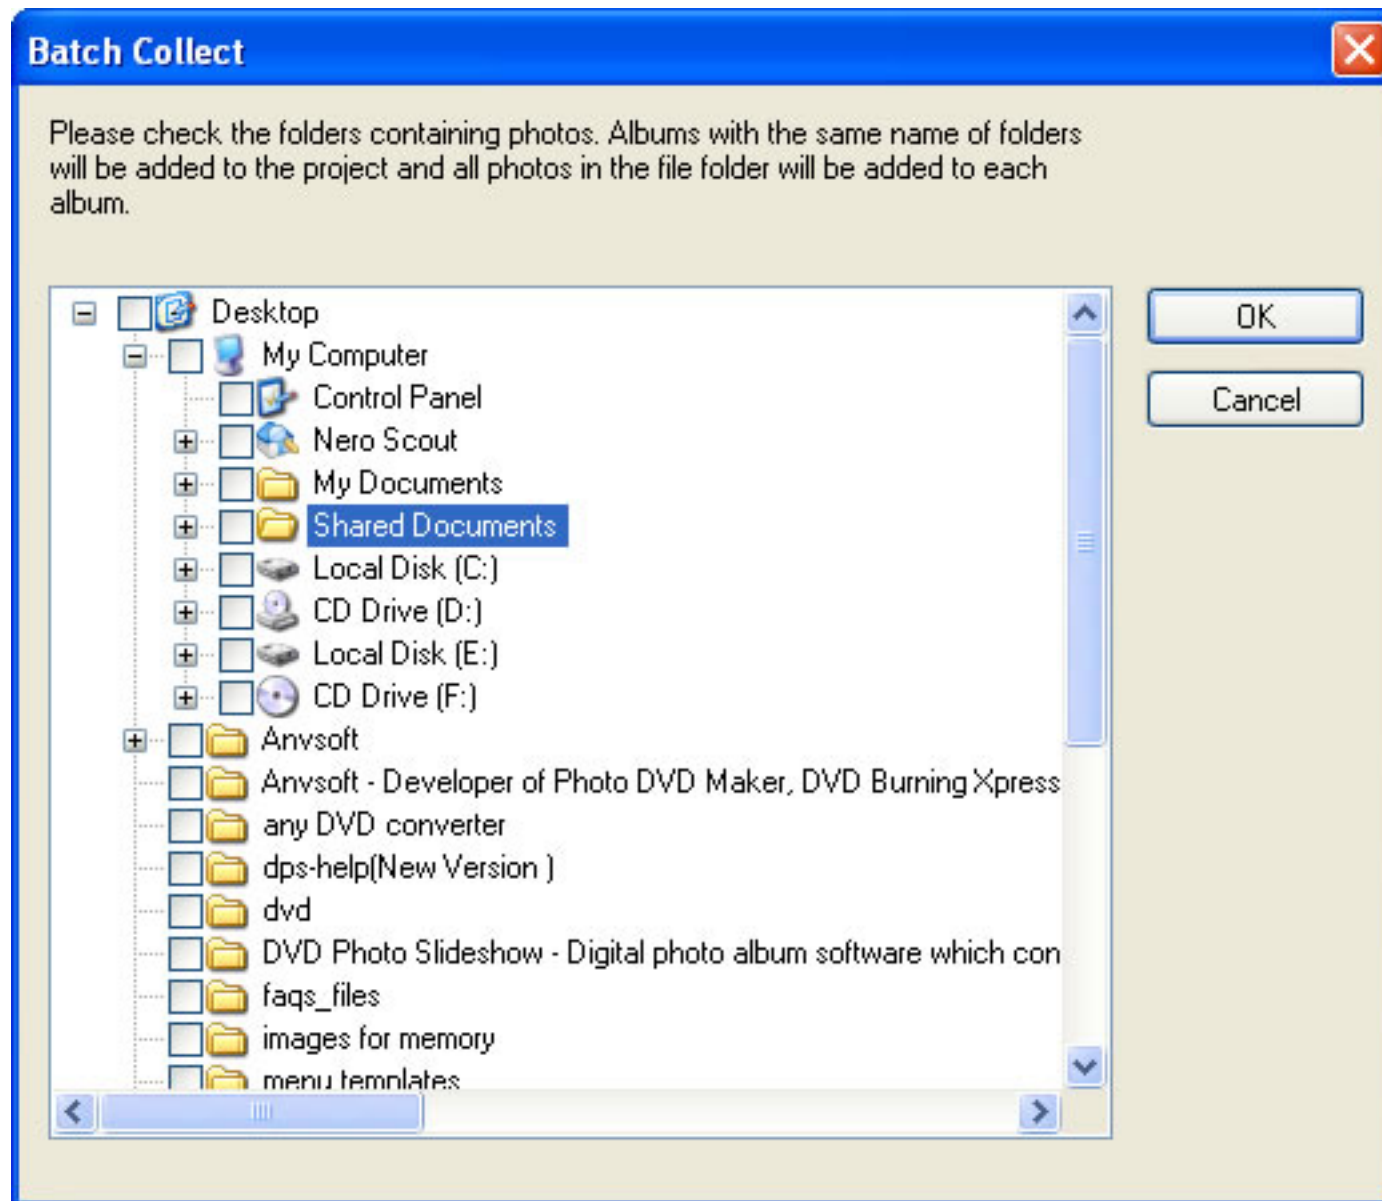 Batch Collect
Please check the folders containing photos. Albums with the same name of folders
will be added to the project and all photos in the file folder will be added to each
album.
Desktop
My Computer
Control Panel
Nero Scout
My Documents
Shared Documents
Local Disk (C:)
CD Drive (D:)
Local Disk (E:)
CD Drive (F:)
Anvsoft
Anvsoft - Developer of Photo DVD Maker, DVD Burning Xpress
any DVD converter
dps-help(New Version )
dvd
DVD Photo Slideshow - Digital photo album software which con
faqs_files
images for memory
menu templates
OK
Cancel